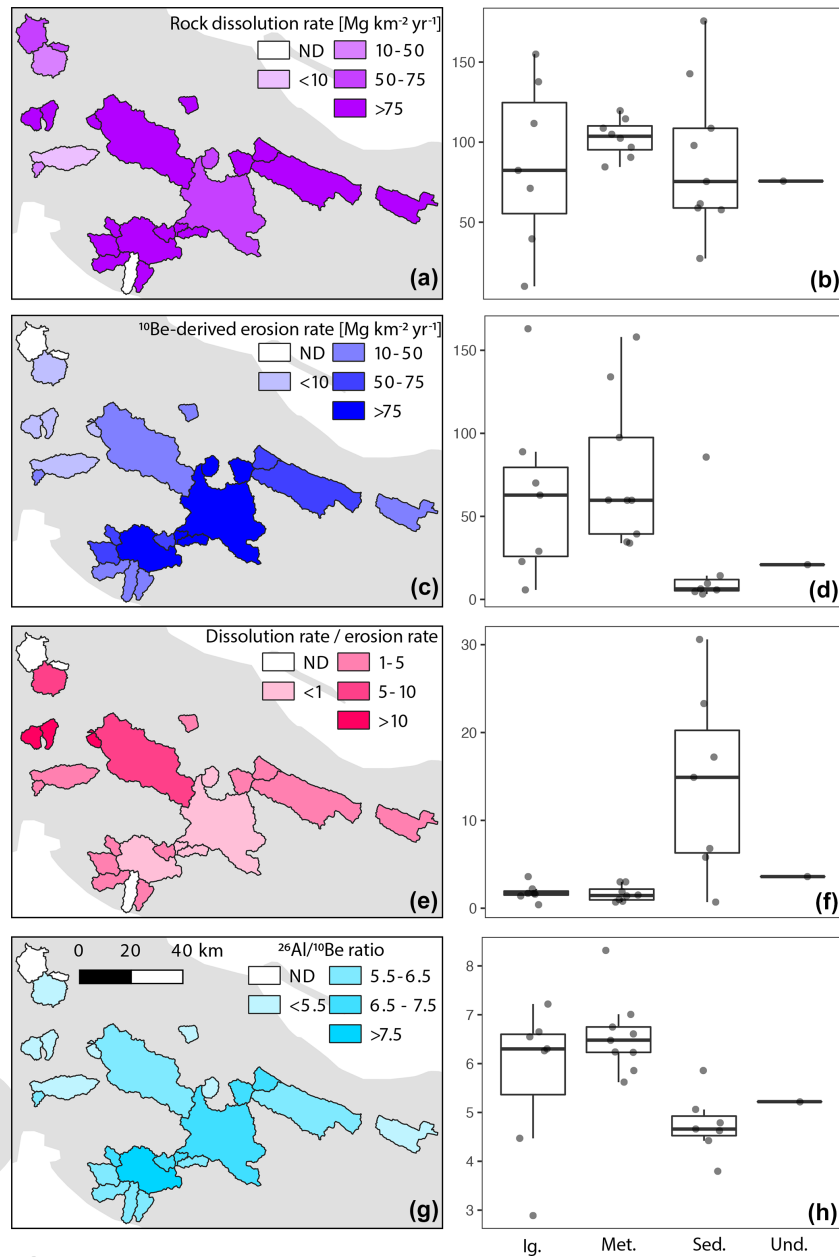 Rock dissolution rate [Mg km⁻² yr⁻¹]
ND 10-50
<10 50-75
>75
(a)
150
100
50
(b)
¹⁰Be-derived erosion rate [Mg km⁻² yr⁻¹]
ND 10-50
<10 50-75
>75
(c)
150
100
50
0
(d)
Dissolution rate / erosion rate
ND 1-5
<1 5-10
>10
(e)
30
20
10
0
(f)
0 20 40 km
²⁶Al/¹⁰Be ratio
ND 5.5-6.5
<5.5 6.5 - 7.5
>7.5
(g)
8
7
6
5
4
3
(h)
Ig. Met. Sed. Und.